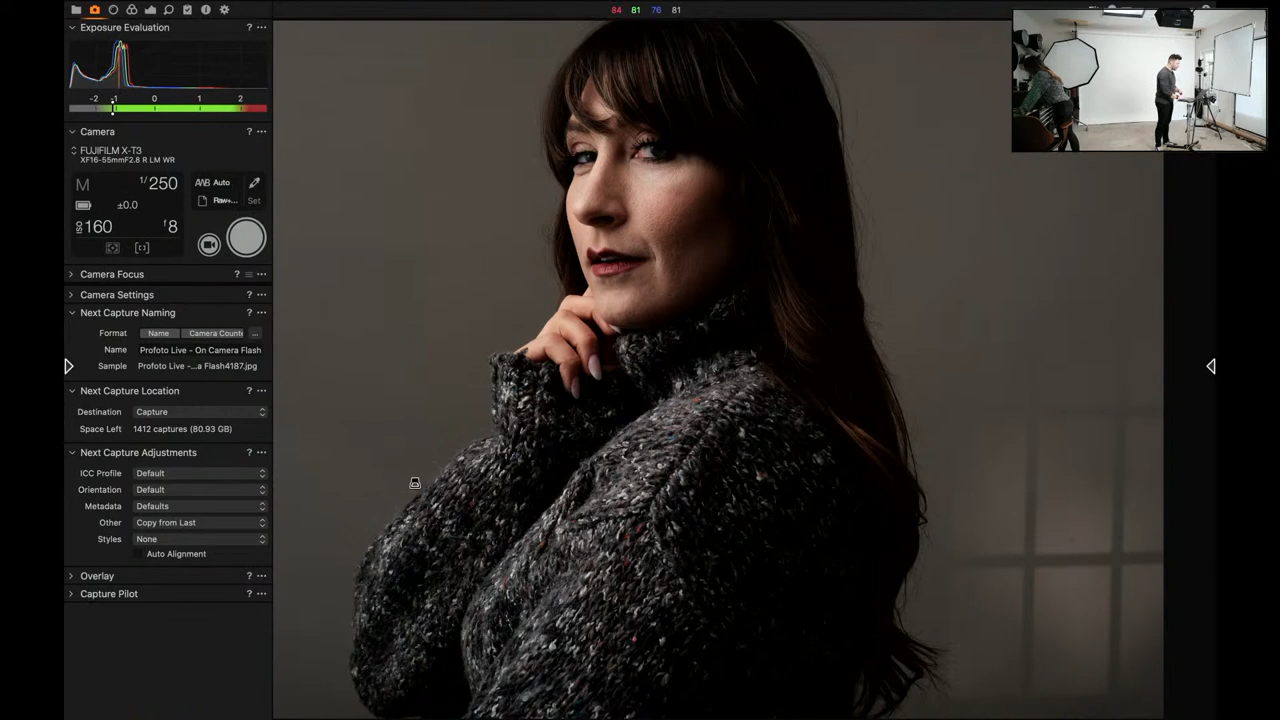 84 81 76 81
Exposure Evaluation ? ...
-2 -1 0 1 2
Camera ...
FUJIFILM X-T3
XF16-55mmF2.8 R LM WR
M 1/250 AWB Auto
±0.0 Raw+... Set
ISO 160 f8
Camera Focus ? ...
Camera Settings ? ...
Next Capture Naming ? ...
Format Name Camera Counte ...
Name Profoto Live - On Camera Flash
Sample Profoto Live -...a Flash4187.jpg
Next Capture Location ? ...
Destination Capture
Space Left 1412 captures (80.93 GB)
Next Capture Adjustments ? ...
ICC Profile Default
Orientation Default
Metadata Defaults
Other Copy from Last
Styles None
Auto Alignment
Overlay ? ...
Capture Pilot ? ...